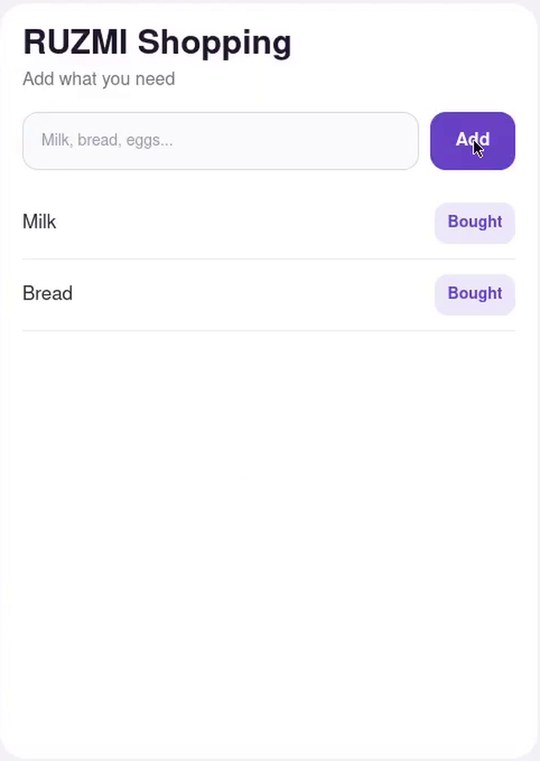 RUZMI Shopping
Add what you need
Milk, bread, eggs...
Add
Milk
Bought
Bread
Bought